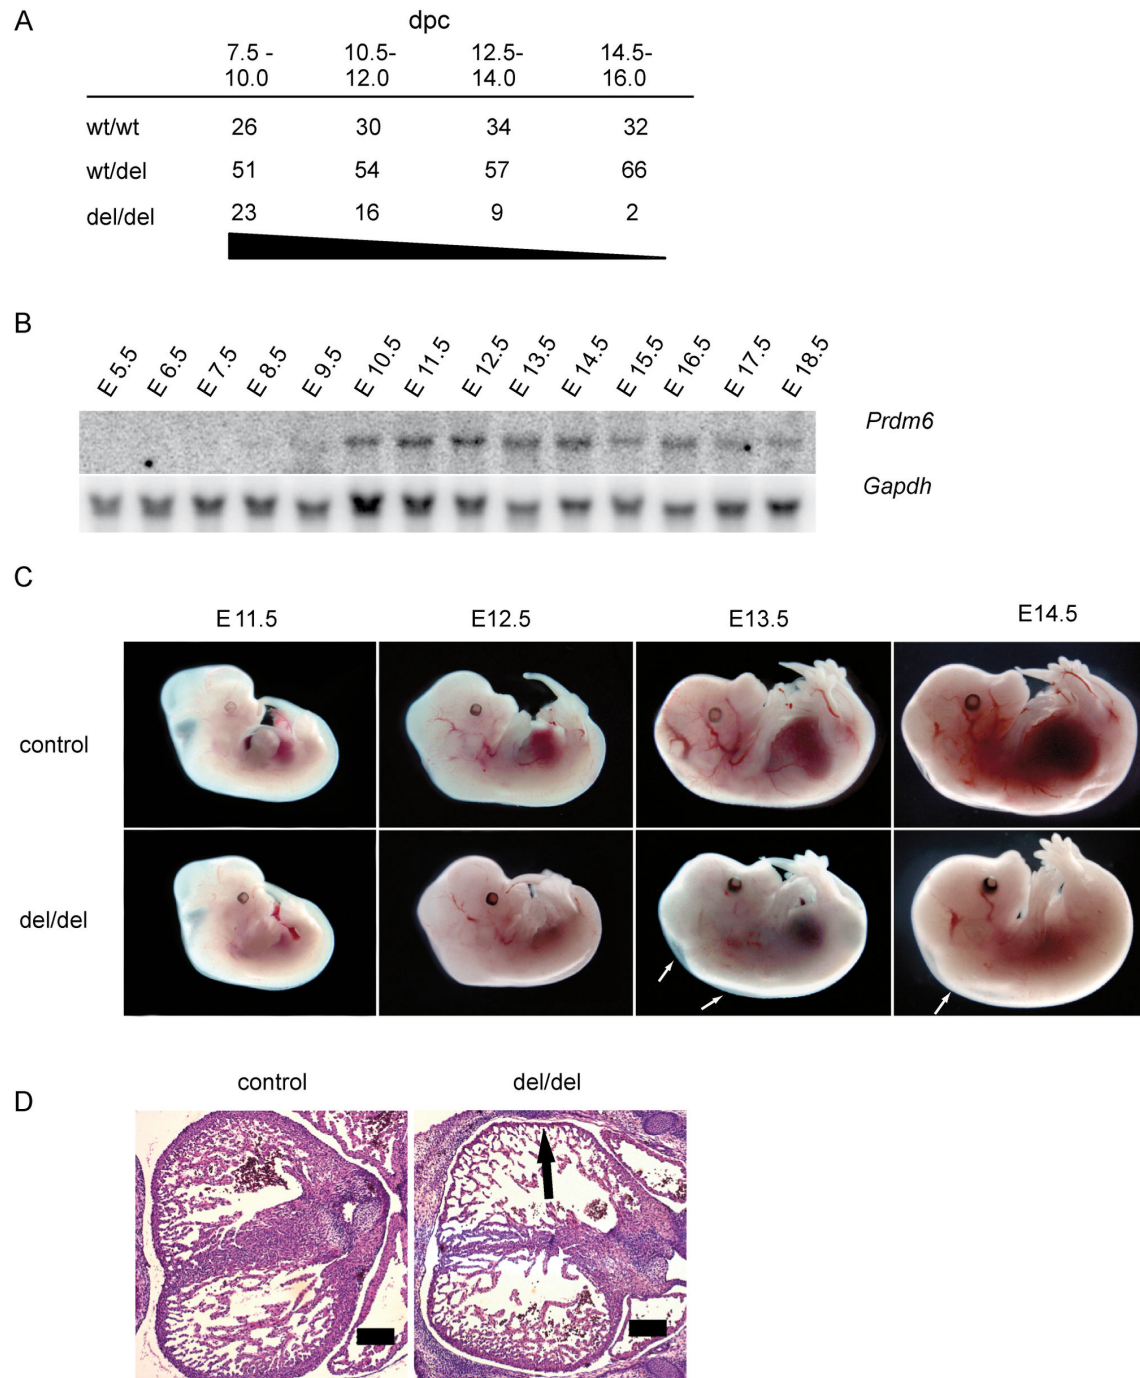 A
dpc
7.5 - 10.5- 12.5- 14.5-
10.0 12.0 14.0 16.0
wt/wt 26 30 34 32
wt/del 51 54 57 66
del/del 23 16 9 2
B
E 5.5 E 6.5 E 7.5 E 8.5 E 9.5 E 10.5 E 11.5 E 12.5 E 13.5 E 14.5 E 15.5 E 16.5 E 17.5 E 18.5
Prdm6
Gapdh
C
E 11.5 E12.5 E13.5 E14.5
control
del/del
D
control del/del